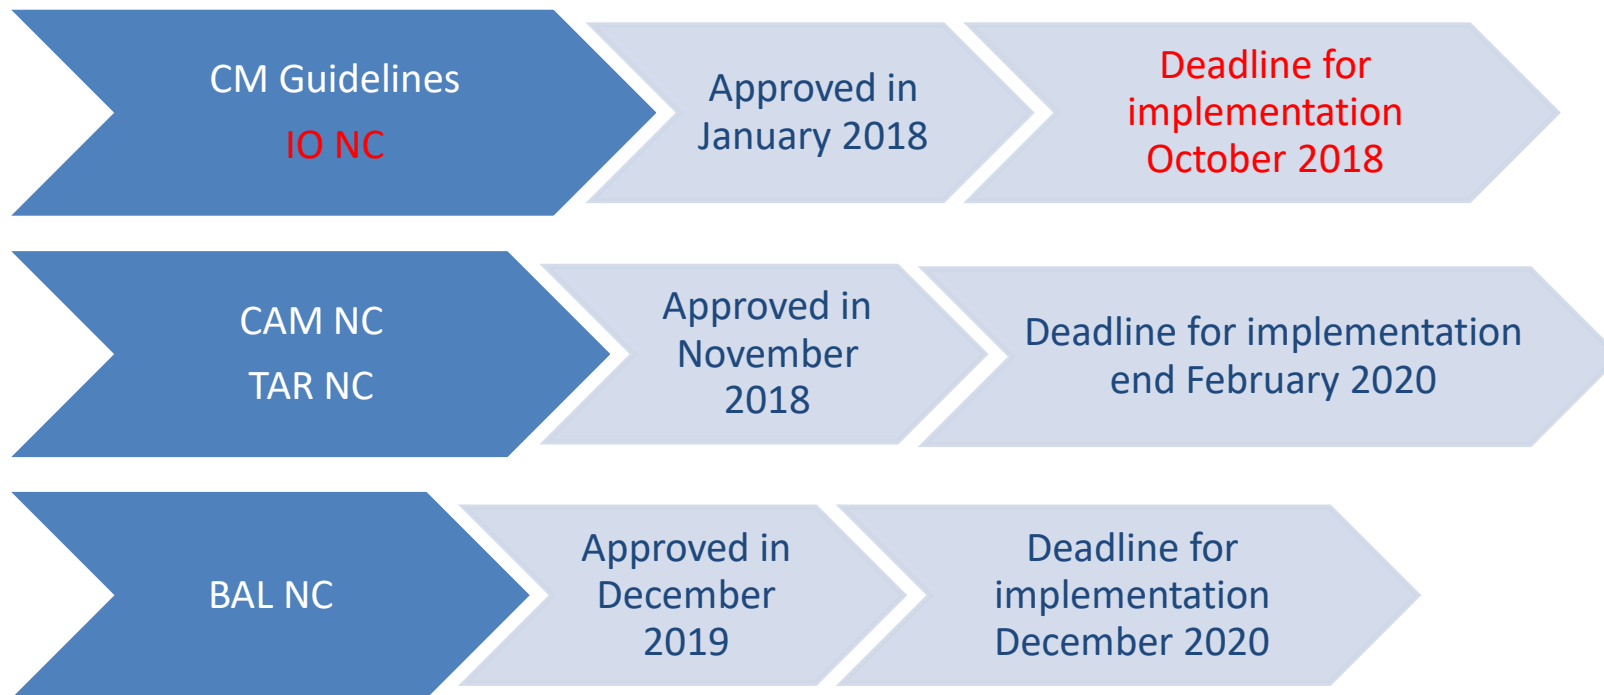 CM Guidelines
IO NC
Approved in
January 2018
Deadline for
implementation
October 2018
CAM NC
TAR NC
Approved in
November
2018
Deadline for implementation
end February 2020
BAL NC
Approved in
December
2019
Deadline for
implementation
December 2020